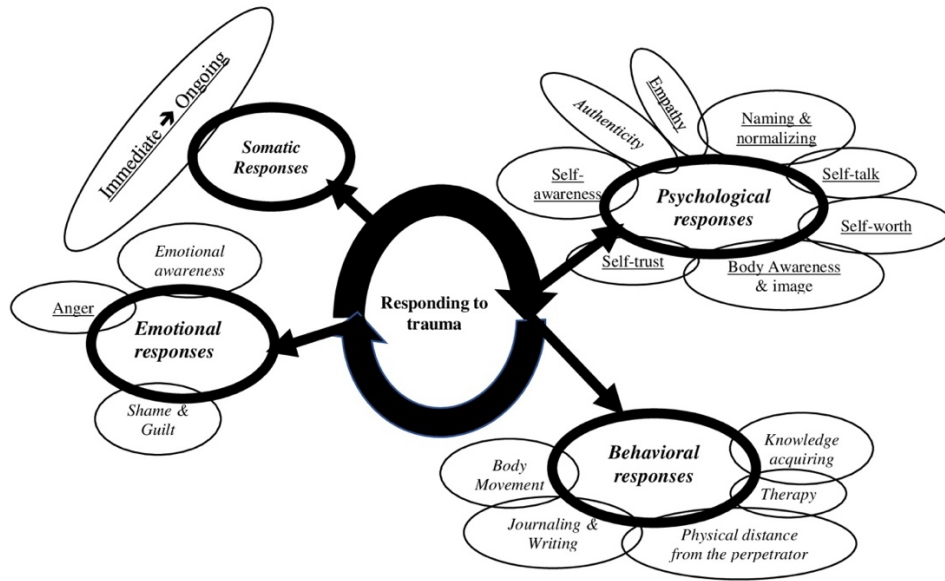 Immediate ➔ Ongoing
Somatic
Responses
Emotional
awareness
Anger
Emotional
responses
Shame &
Guilt
Responding to
trauma
Authenticity
Empathy
Naming &
normalizing
Self-
awareness
Psychological
responses
Self-talk
Self-worth
Self-trust
Body Awareness
& image
Behavioral
responses
Body
Movement
Journaling &
Writing
Knowledge
acquiring
Therapy
Physical distance
from the perpetrator